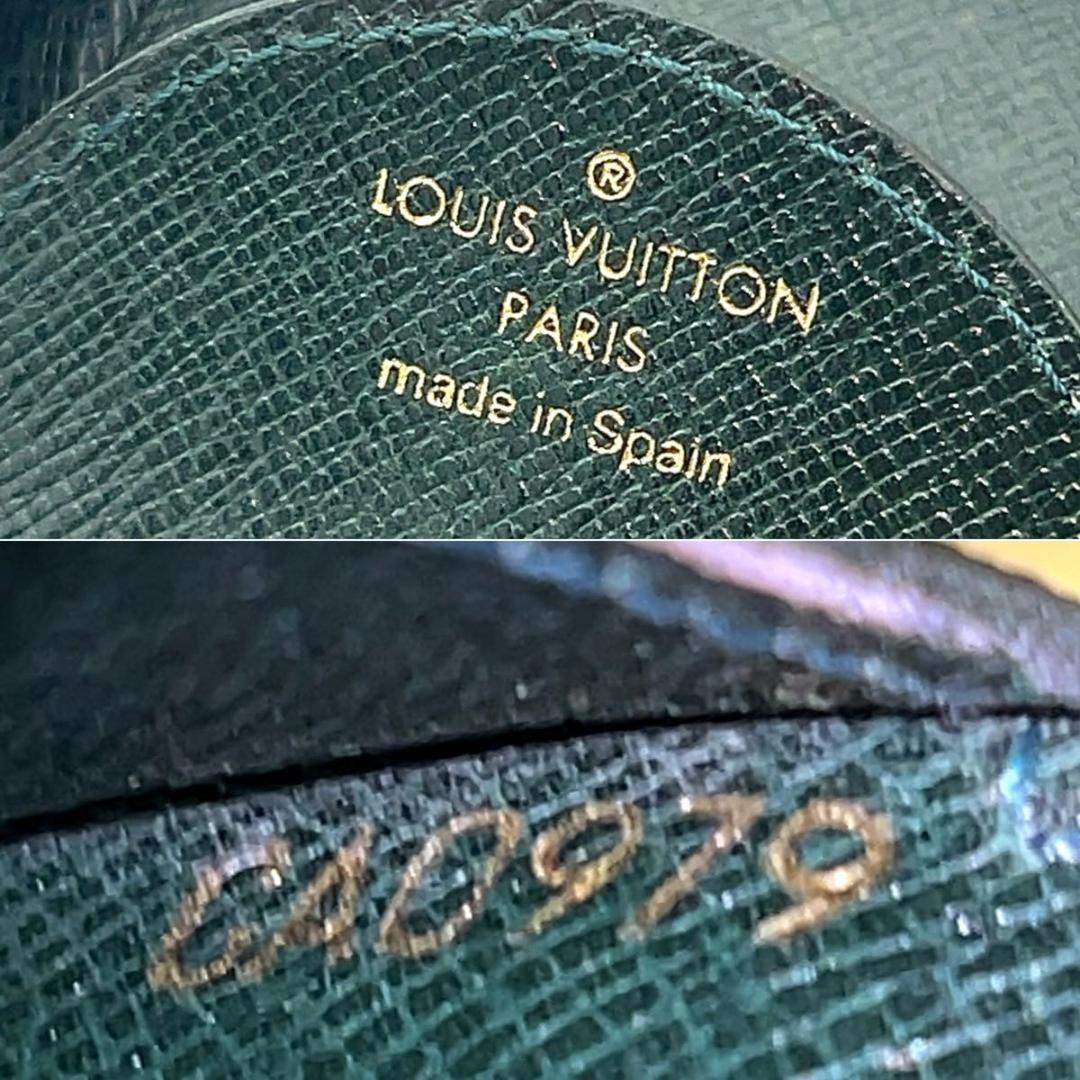 ®
LOUIS VUITTON
PARIS
made in Spain
CA0979